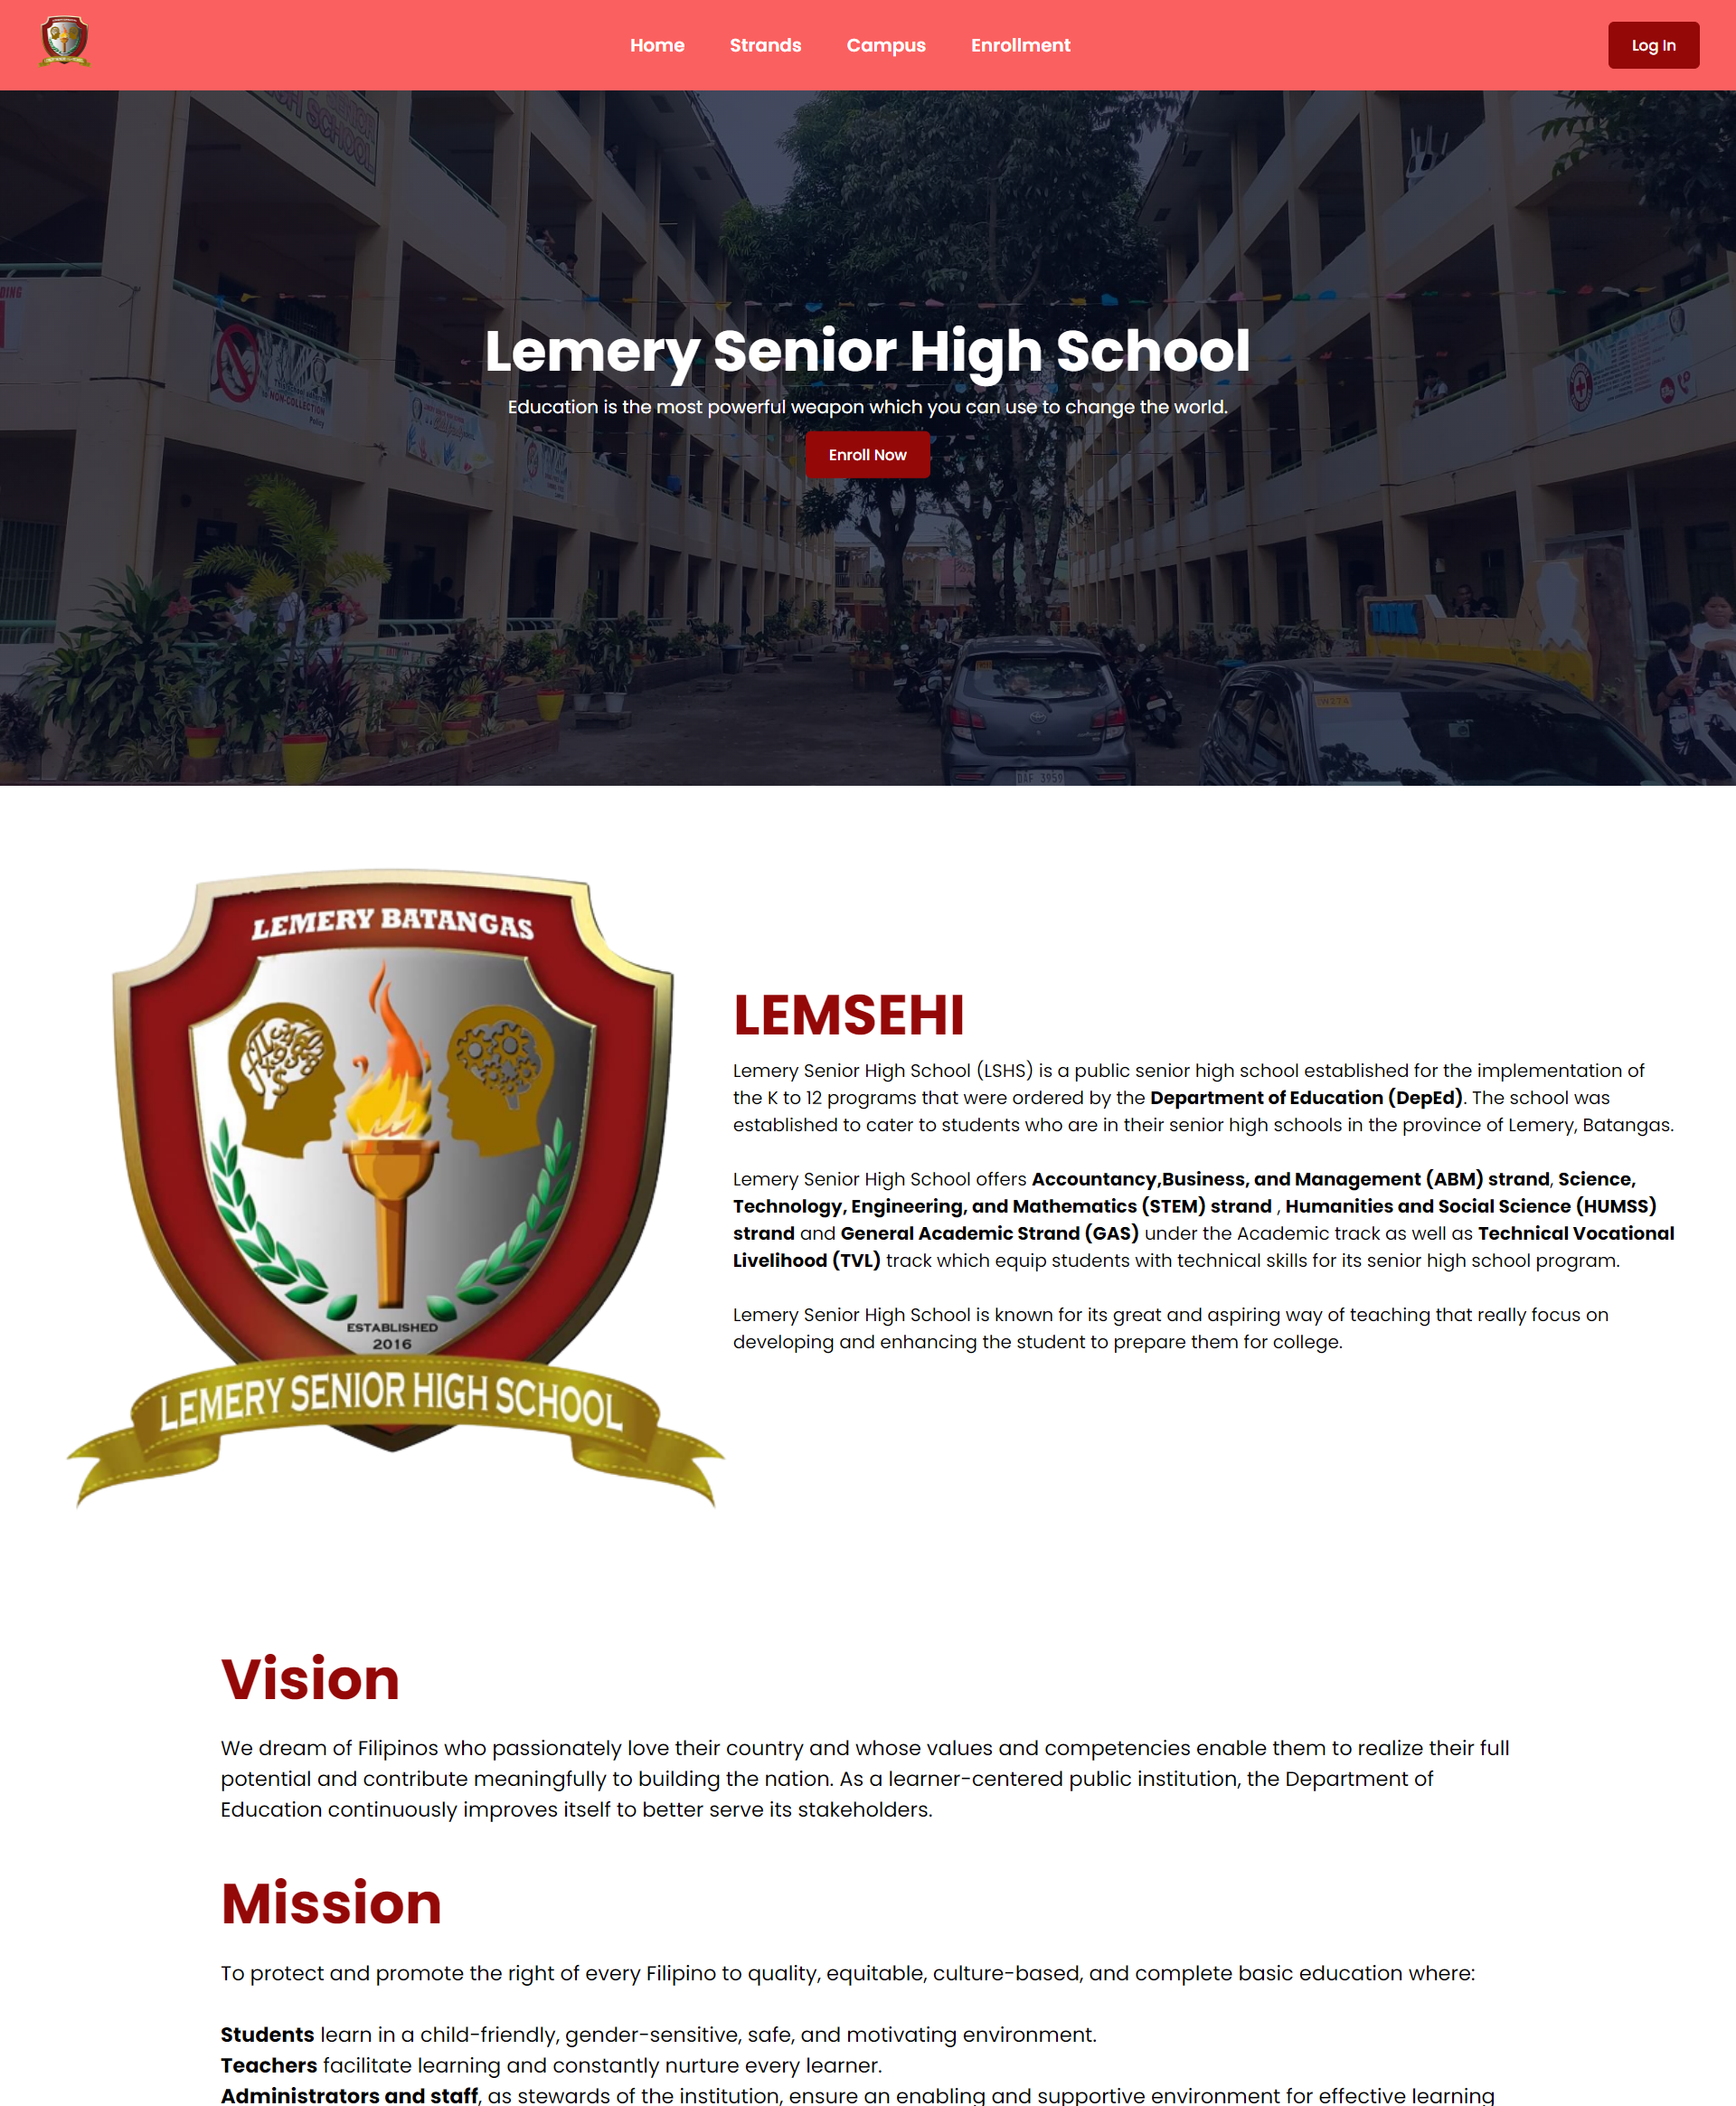 Home Strands Campus Enrollment Log In
SENIOR
HIGH SCHOOL
NON-COLLECTION
Policy
Lemery Senior High School
Education is the most powerful weapon which you can use to change the world.
Enroll Now
DAF 3959
LEMERY BATANGAS
ESTABLISHED
2016
LEMERY SENIOR HIGH SCHOOL
LEMSEHI
Lemery Senior High School (LSHS) is a public senior high school established for the implementation of
the K to 12 programs that were ordered by the Department of Education (DepEd). The school was
established to cater to students who are in their senior high schools in the province of Lemery, Batangas.
Lemery Senior High School offers Accountancy,Business, and Management (ABM) strand, Science,
Technology, Engineering, and Mathematics (STEM) strand , Humanities and Social Science (HUMSS)
strand and General Academic Strand (GAS) under the Academic track as well as Technical Vocational
Livelihood (TVL) track which equip students with technical skills for its senior high school program.
Lemery Senior High School is known for its great and aspiring way of teaching that really focus on
developing and enhancing the student to prepare them for college.
Vision
We dream of Filipinos who passionately love their country and whose values and competencies enable them to realize their full
potential and contribute meaningfully to building the nation. As a learner-centered public institution, the Department of
Education continuously improves itself to better serve its stakeholders.
Mission
To protect and promote the right of every Filipino to quality, equitable, culture-based, and complete basic education where:
Students learn in a child-friendly, gender-sensitive, safe, and motivating environment.
Teachers facilitate learning and constantly nurture every learner.
Administrators and staff, as stewards of the institution, ensure an enabling and supportive environment for effective learning